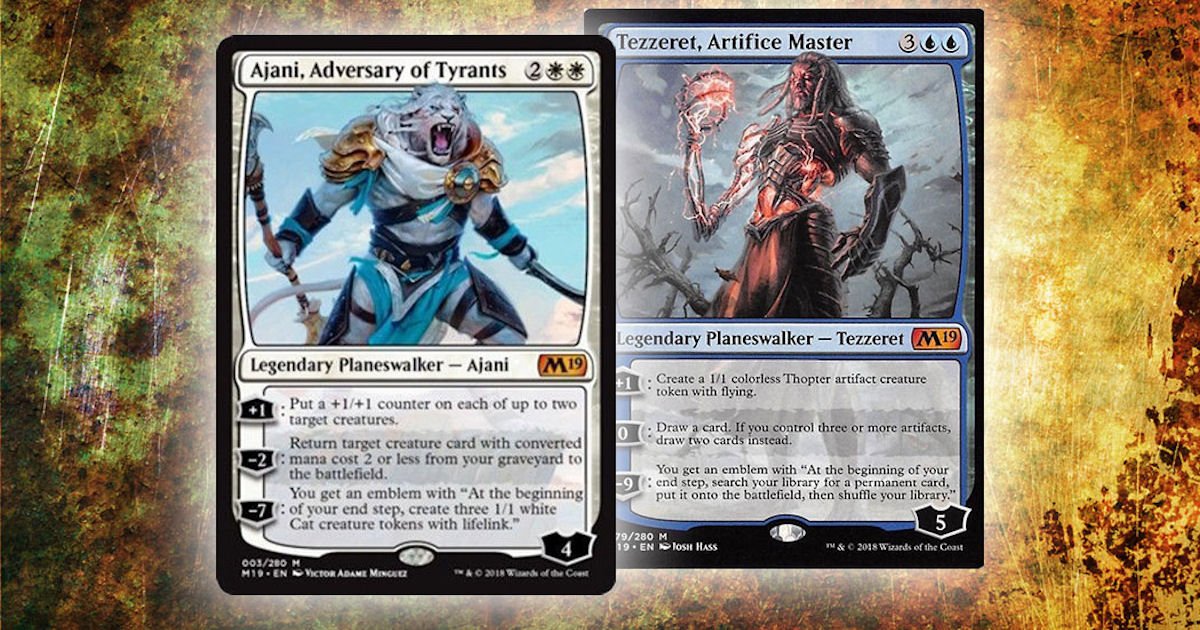 Ajani, Adversary of Tyrants 2
Legendary Planeswalker — Ajani M19
+1 : Put a +1/+1 counter on each of up to two
target creatures.
Return target creature card with converted
-2 : mana cost 2 or less from your graveyard to
the battlefield.
You get an emblem with “At the beginning
-7 : of your end step, create three 1/1 white
Cat creature tokens with lifelink.”
4
003/280 M
M19 • EN Victor Adame Minguez ™ & © 2018 Wizards of the Coast
Tezzeret, Artifice Master 3
Legendary Planeswalker — Tezzeret M19
+1 : Create a 1/1 colorless Thopter artifact creature
token with flying.
0 : Draw a card. If you control three or more artifacts,
draw two cards instead.
You get an emblem with “At the beginning of your
-9 : end step, search your library for a permanent card,
put it onto the battlefield, then shuffle your library.”
5
79/280 M
19 • EN Josh Hass ™ & © 2018 Wizards of the Coast